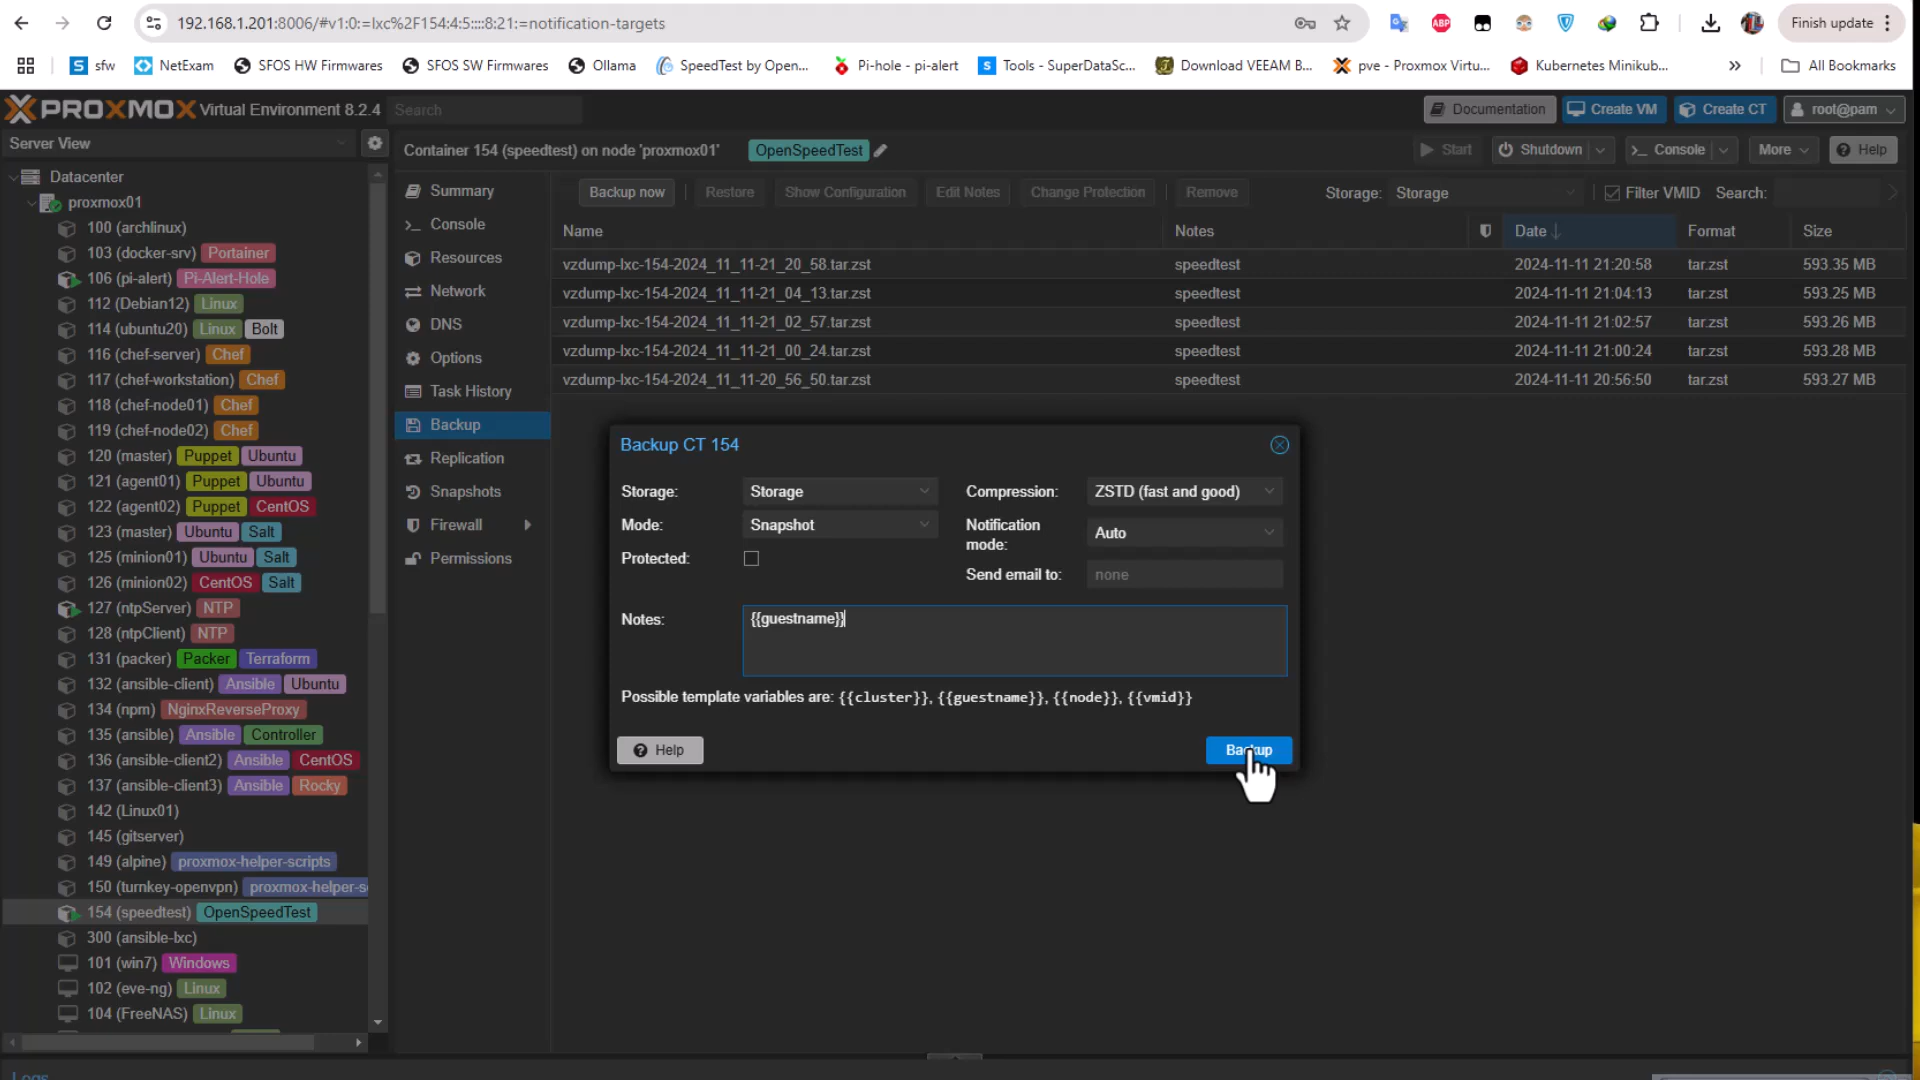 192.168.1.201:8006/#v1:0:=lxc%2F154:4:5::::8:21:=notification-targets
Finish update
sfw
NetExam
SFOS HW Firmwares
SFOS SW Firmwares
Ollama
SpeedTest by Open...
Pi-hole - pi-alert
Tools - SuperDataSc...
Download VEEAM B...
pve - Proxmox Virtu...
Kubernetes Minikub...
All Bookmarks
PROXMOX Virtual Environment 8.2.4
Search
Documentation
Create VM
Create CT
root@pam
Server View
Container 154 (speedtest) on node 'proxmox01'
OpenSpeedTest
Start
Shutdown
Console
More
Help
Datacenter
proxmox01
100 (archlinux)
103 (docker-srv) Portainer
106 (pi-alert) Pi-Alert-Hole
112 (Debian12) Linux
114 (ubuntu20) Linux Bolt
116 (chef-server) Chef
117 (chef-workstation) Chef
118 (chef-node01) Chef
119 (chef-node02) Chef
120 (master) Puppet Ubuntu
121 (agent01) Puppet Ubuntu
122 (agent02) Puppet CentOS
123 (master) Ubuntu Salt
125 (minion01) Ubuntu Salt
126 (minion02) CentOS Salt
127 (ntpServer) NTP
128 (ntpClient) NTP
131 (packer) Packer Terraform
132 (ansible-client) Ansible Ubuntu
134 (npm) NginxReverseProxy
135 (ansible) Ansible Controller
136 (ansible-client2) Ansible CentOS
137 (ansible-client3) Ansible Rocky
142 (Linux01)
145 (gitserver)
149 (alpine) proxmox-helper-scripts
150 (turnkey-openvpn) proxmox-helper-s
154 (speedtest) OpenSpeedTest
300 (ansible-lxc)
101 (win7) Windows
102 (eve-ng) Linux
104 (FreeNAS) Linux
Logs
Summary
Console
Resources
Network
DNS
Options
Task History
Backup
Replication
Snapshots
Firewall
Permissions
Backup now
Restore
Show Configuration
Edit Notes
Change Protection
Remove
Storage: Storage
Filter VMID
Search:
Name Notes Date Format Size
vzdump-lxc-154-2024_11_11-21_20_58.tar.zst speedtest 2024-11-11 21:20:58 tar.zst 593.35 MB
vzdump-lxc-154-2024_11_11-21_04_13.tar.zst speedtest 2024-11-11 21:04:13 tar.zst 593.25 MB
vzdump-lxc-154-2024_11_11-21_02_57.tar.zst speedtest 2024-11-11 21:02:57 tar.zst 593.26 MB
vzdump-lxc-154-2024_11_11-21_00_24.tar.zst speedtest 2024-11-11 21:00:24 tar.zst 593.28 MB
vzdump-lxc-154-2024_11_11-20_56_50.tar.zst speedtest 2024-11-11 20:56:50 tar.zst 593.27 MB
Backup CT 154
Storage: Storage
Mode: Snapshot
Protected:
Compression: ZSTD (fast and good)
Notification mode: Auto
Send email to: none
Notes: {{guestname}}
Possible template variables are: {{cluster}}, {{guestname}}, {{node}}, {{vmid}}
Help
Backup